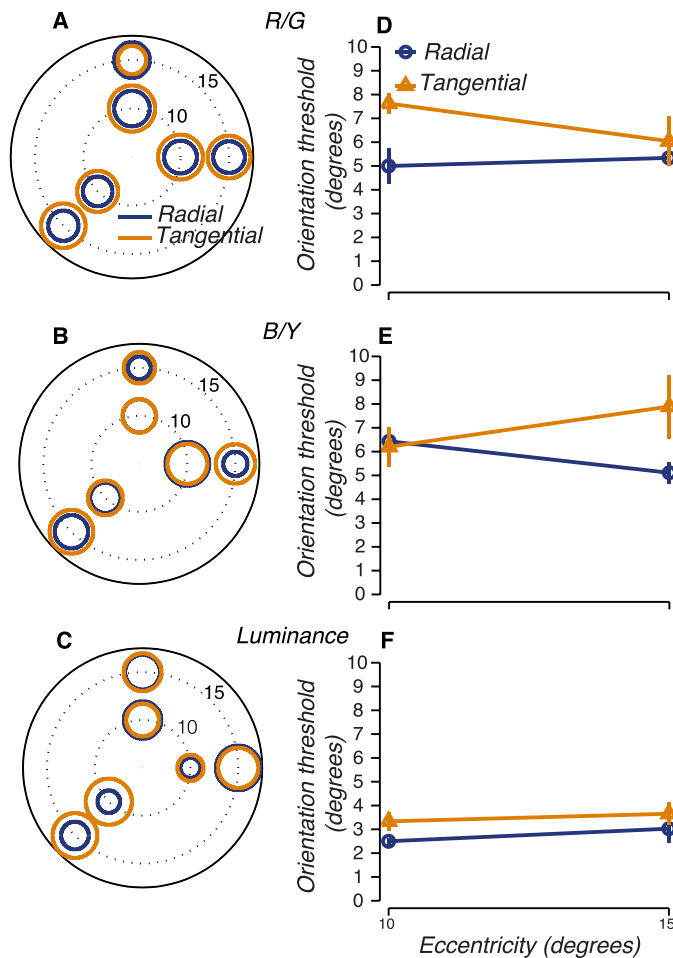 A
R/G
D
15
10
Radial
Tangential
Radial
Tangential
Orientation threshold
(degrees)
10
9
8
7
6
5
4
3
2
1
0
B
B/Y
E
15
10
Orientation threshold
(degrees)
10
9
8
7
6
5
4
3
2
1
0
C
Luminance
F
15
10
Orientation threshold
(degrees)
10
9
8
7
6
5
4
3
2
1
0
10
15
Eccentricity (degrees)